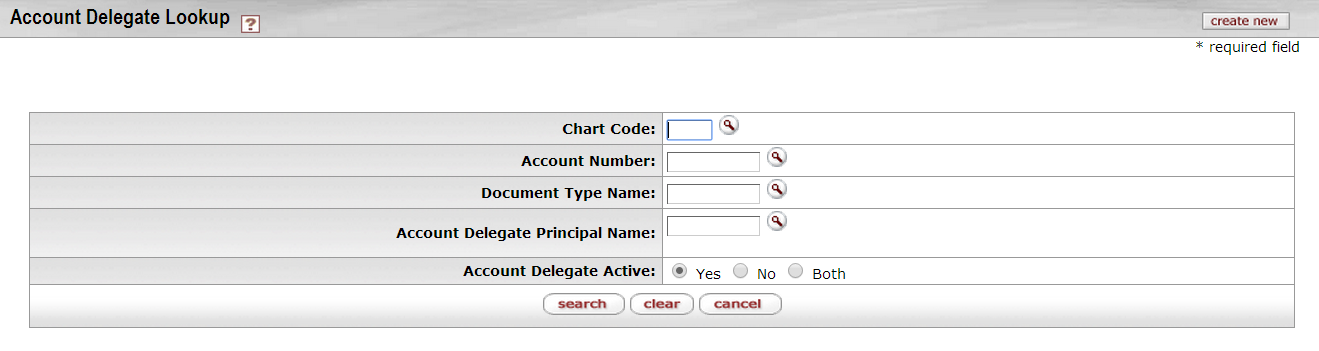 Account Delegate Lookup ?
create new
* required field
Chart Code:
Account Number:
Document Type Name:
Account Delegate Principal Name:
Account Delegate Active: Yes No Both
search clear cancel